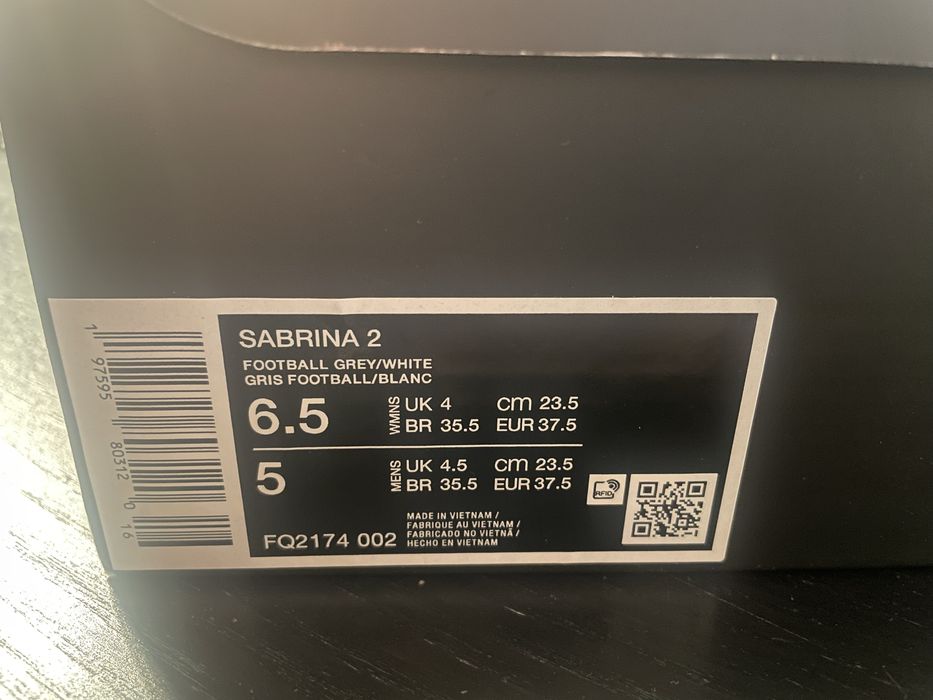 SABRINA 2
FOOTBALL GREY/WHITE
GRIS FOOTBALL/BLANC
6.5 WMNS UK 4 cm 23.5
BR 35.5 EUR 37.5
5 MENS UK 4.5 cm 23.5
BR 35.5 EUR 37.5
RFID
FQ2174 002
MADE IN VIETNAM /
FABRIQUE AU VIETNAM /
FABRICADO NO VIETNÃ /
HECHO EN VIETNAM
1 97595 80312 0 16